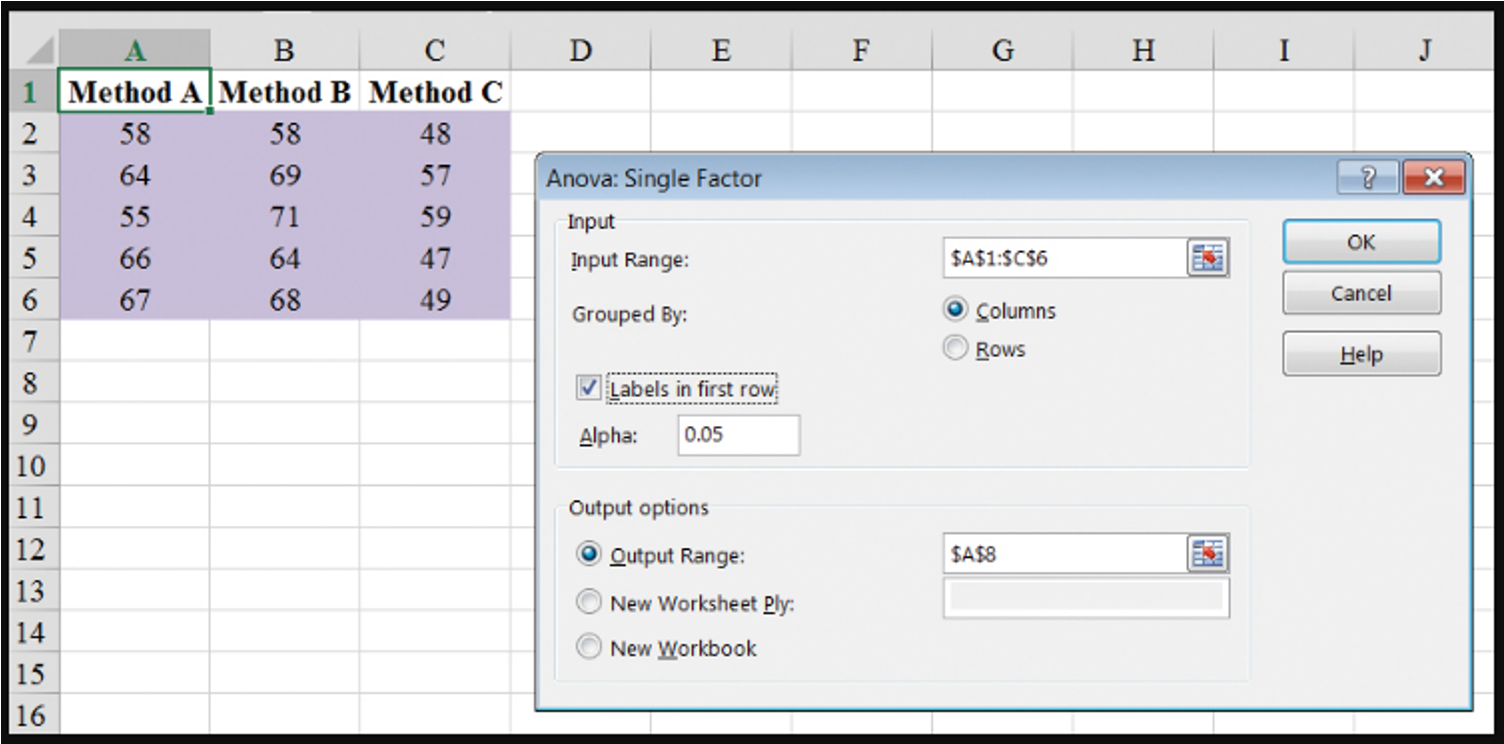 A B C D E F G H I J
1 Method A Method B Method C
2 58 58 48
3 64 69 57
4 55 71 59
5 66 64 47
6 67 68 49
7
8
9
10
11
12
13
14
15
16
Anova: Single Factor ?
Input
Input Range: $A$1:$C$6
Grouped By: Columns
Rows
Labels in first row
Alpha: 0.05
OK
Cancel
Help
Output options
Output Range: $A$8
New Worksheet Ply:
New Workbook